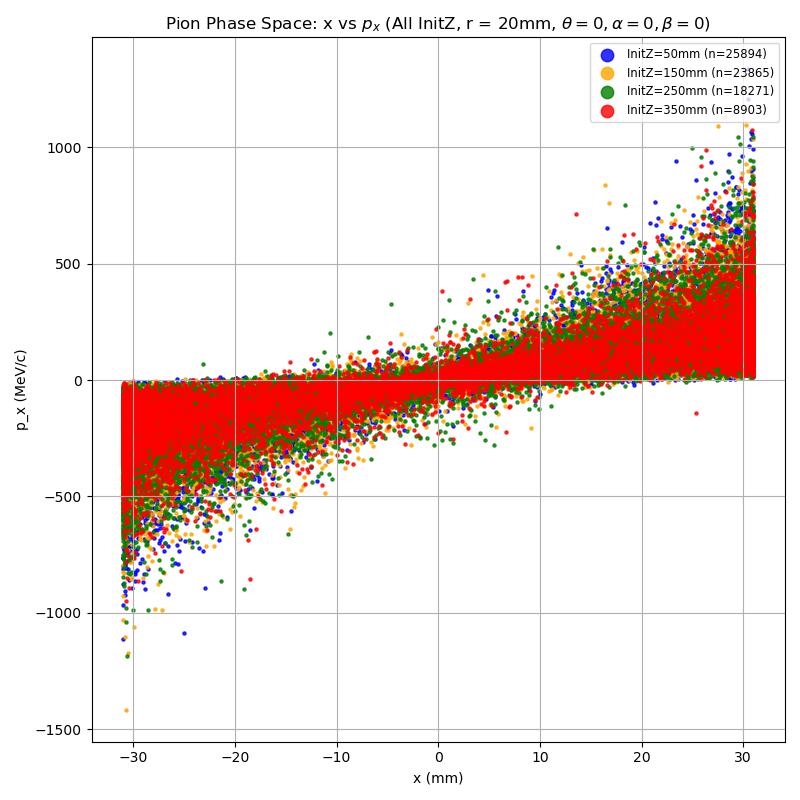 Pion Phase Space: x vs pₓ (All InitZ, r = 20mm, θ = 0, α = 0, β = 0)
InitZ=50mm (n=25894)
InitZ=150mm (n=23865)
InitZ=250mm (n=18271)
InitZ=350mm (n=8903)
1000
500
0
−500
−1000
−1500
p_x (MeV/c)
−30 −20 −10 0 10 20 30
x (mm)